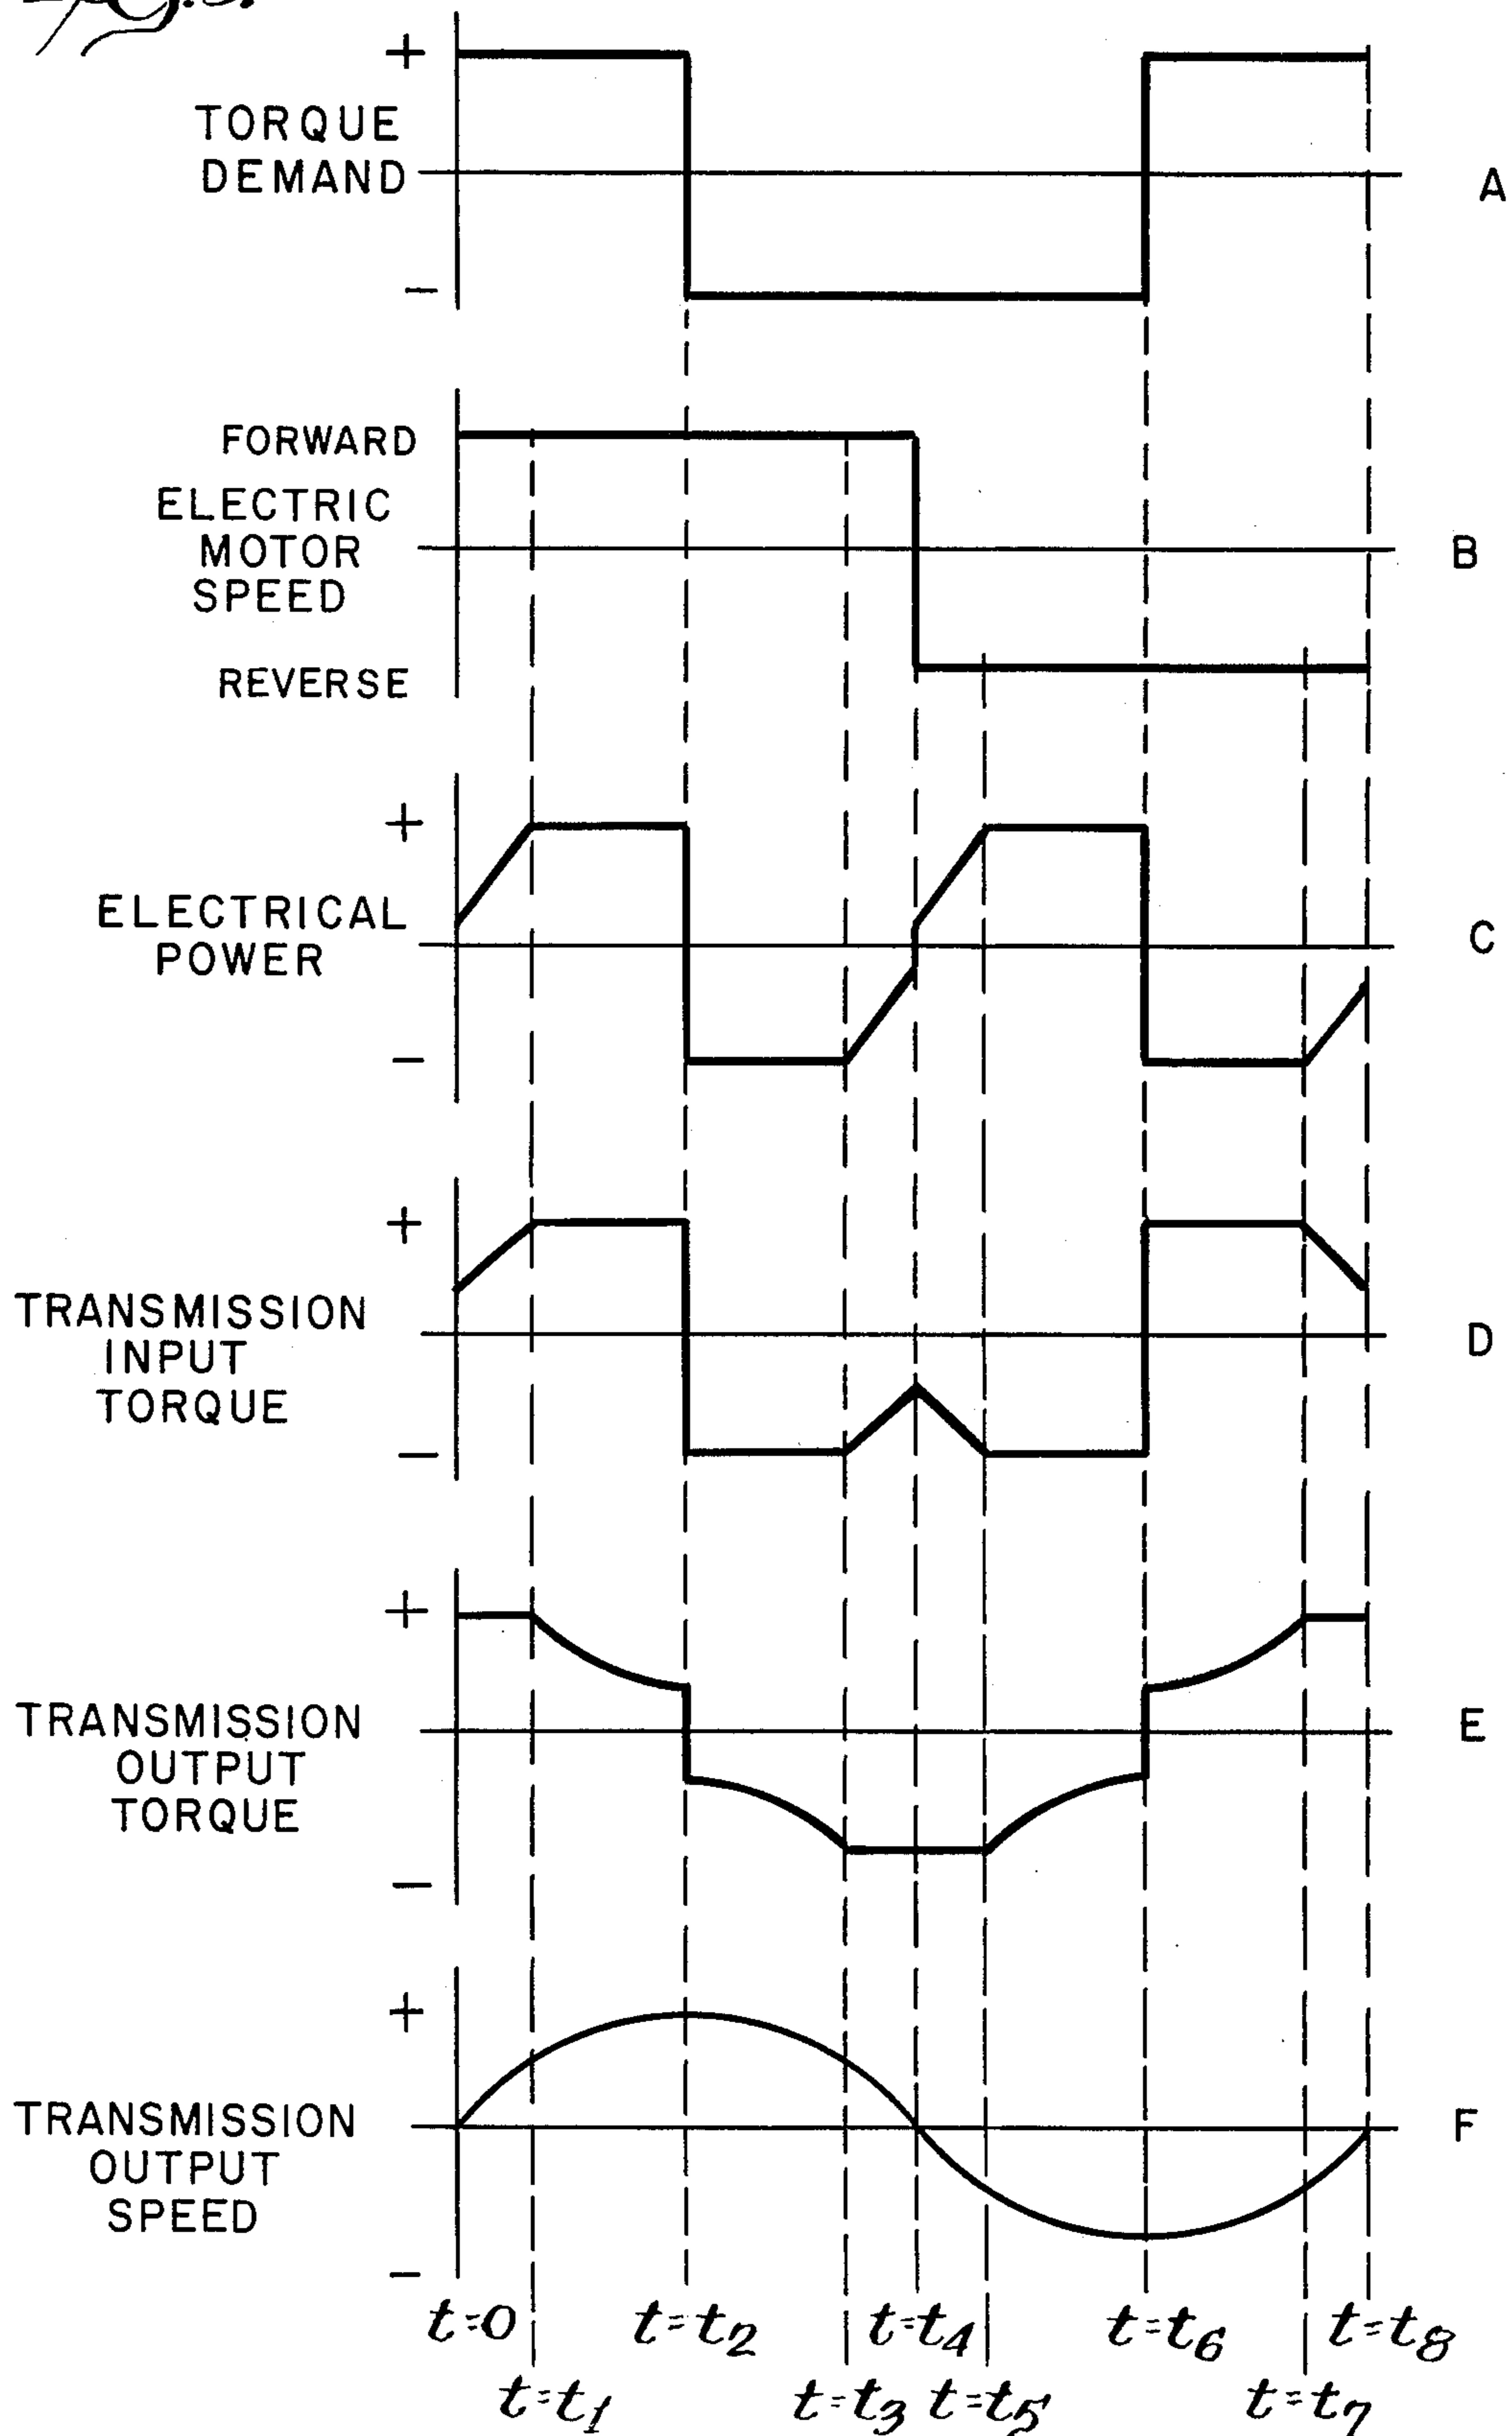 +
TORQUE
DEMAND
A
−
FORWARD
ELECTRIC
MOTOR
SPEED
B
REVERSE
+
ELECTRICAL
POWER
C
−
+
TRANSMISSION
INPUT
TORQUE
D
−
+
TRANSMISSION
OUTPUT
TORQUE
E
−
+
TRANSMISSION
OUTPUT
SPEED
F
−
t=0 t=t2 t=t4 t=t6 t=t8
t=t1 t=t3 t=t5 t=t7